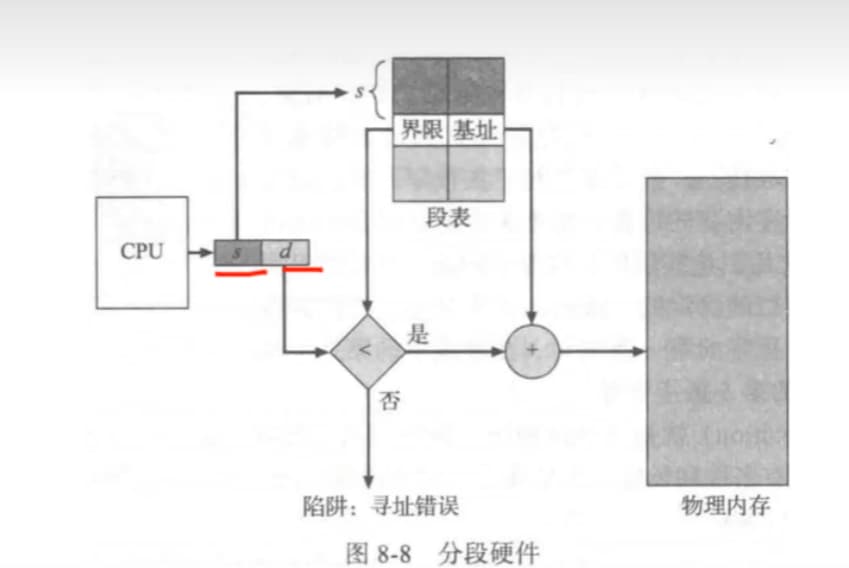 s
界限 基址
段表
CPU
s d
<
是
+
否
陷阱：寻址错误
物理内存
图 8-8 分段硬件